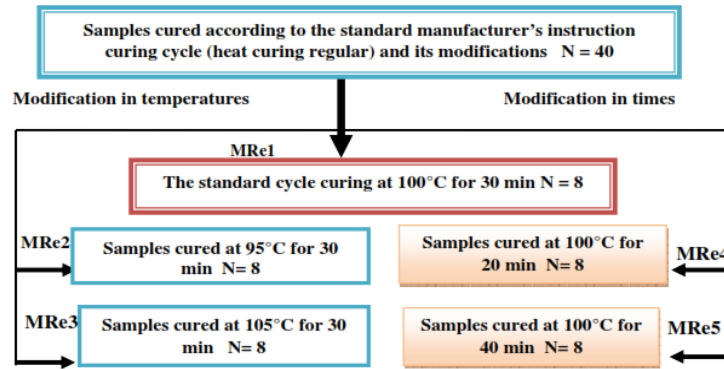 Samples cured according to the standard manufacturer's instruction
curing cycle (heat curing regular) and its modifications N = 40
Modification in temperatures
Modification in times
MRe1
The standard cycle curing at 100°C for 30 min N = 8
MRe2
Samples cured at 95°C for 30
min N= 8
Samples cured at 100°C for
20 min N= 8
MRe4
MRe3
Samples cured at 105°C for 30
min N= 8
Samples cured at 100°C for
40 min N= 8
MRe5